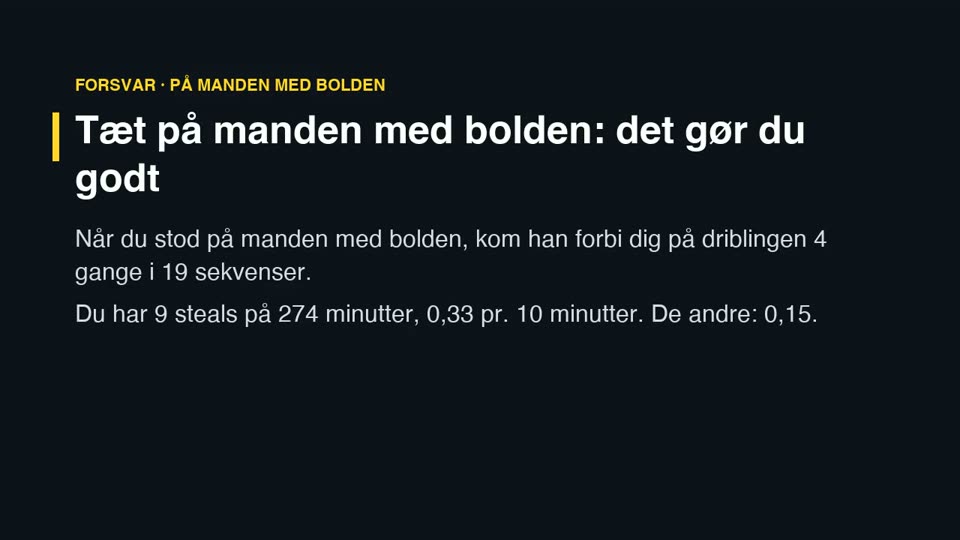 FORSVAR · PÅ MANDEN MED BOLDEN
Tæt på manden med bolden: det gør du
godt
Når du stod på manden med bolden, kom han forbi dig på driblingen 4
gange i 19 sekvenser.
Du har 9 steals på 274 minutter, 0,33 pr. 10 minutter. De andre: 0,15.